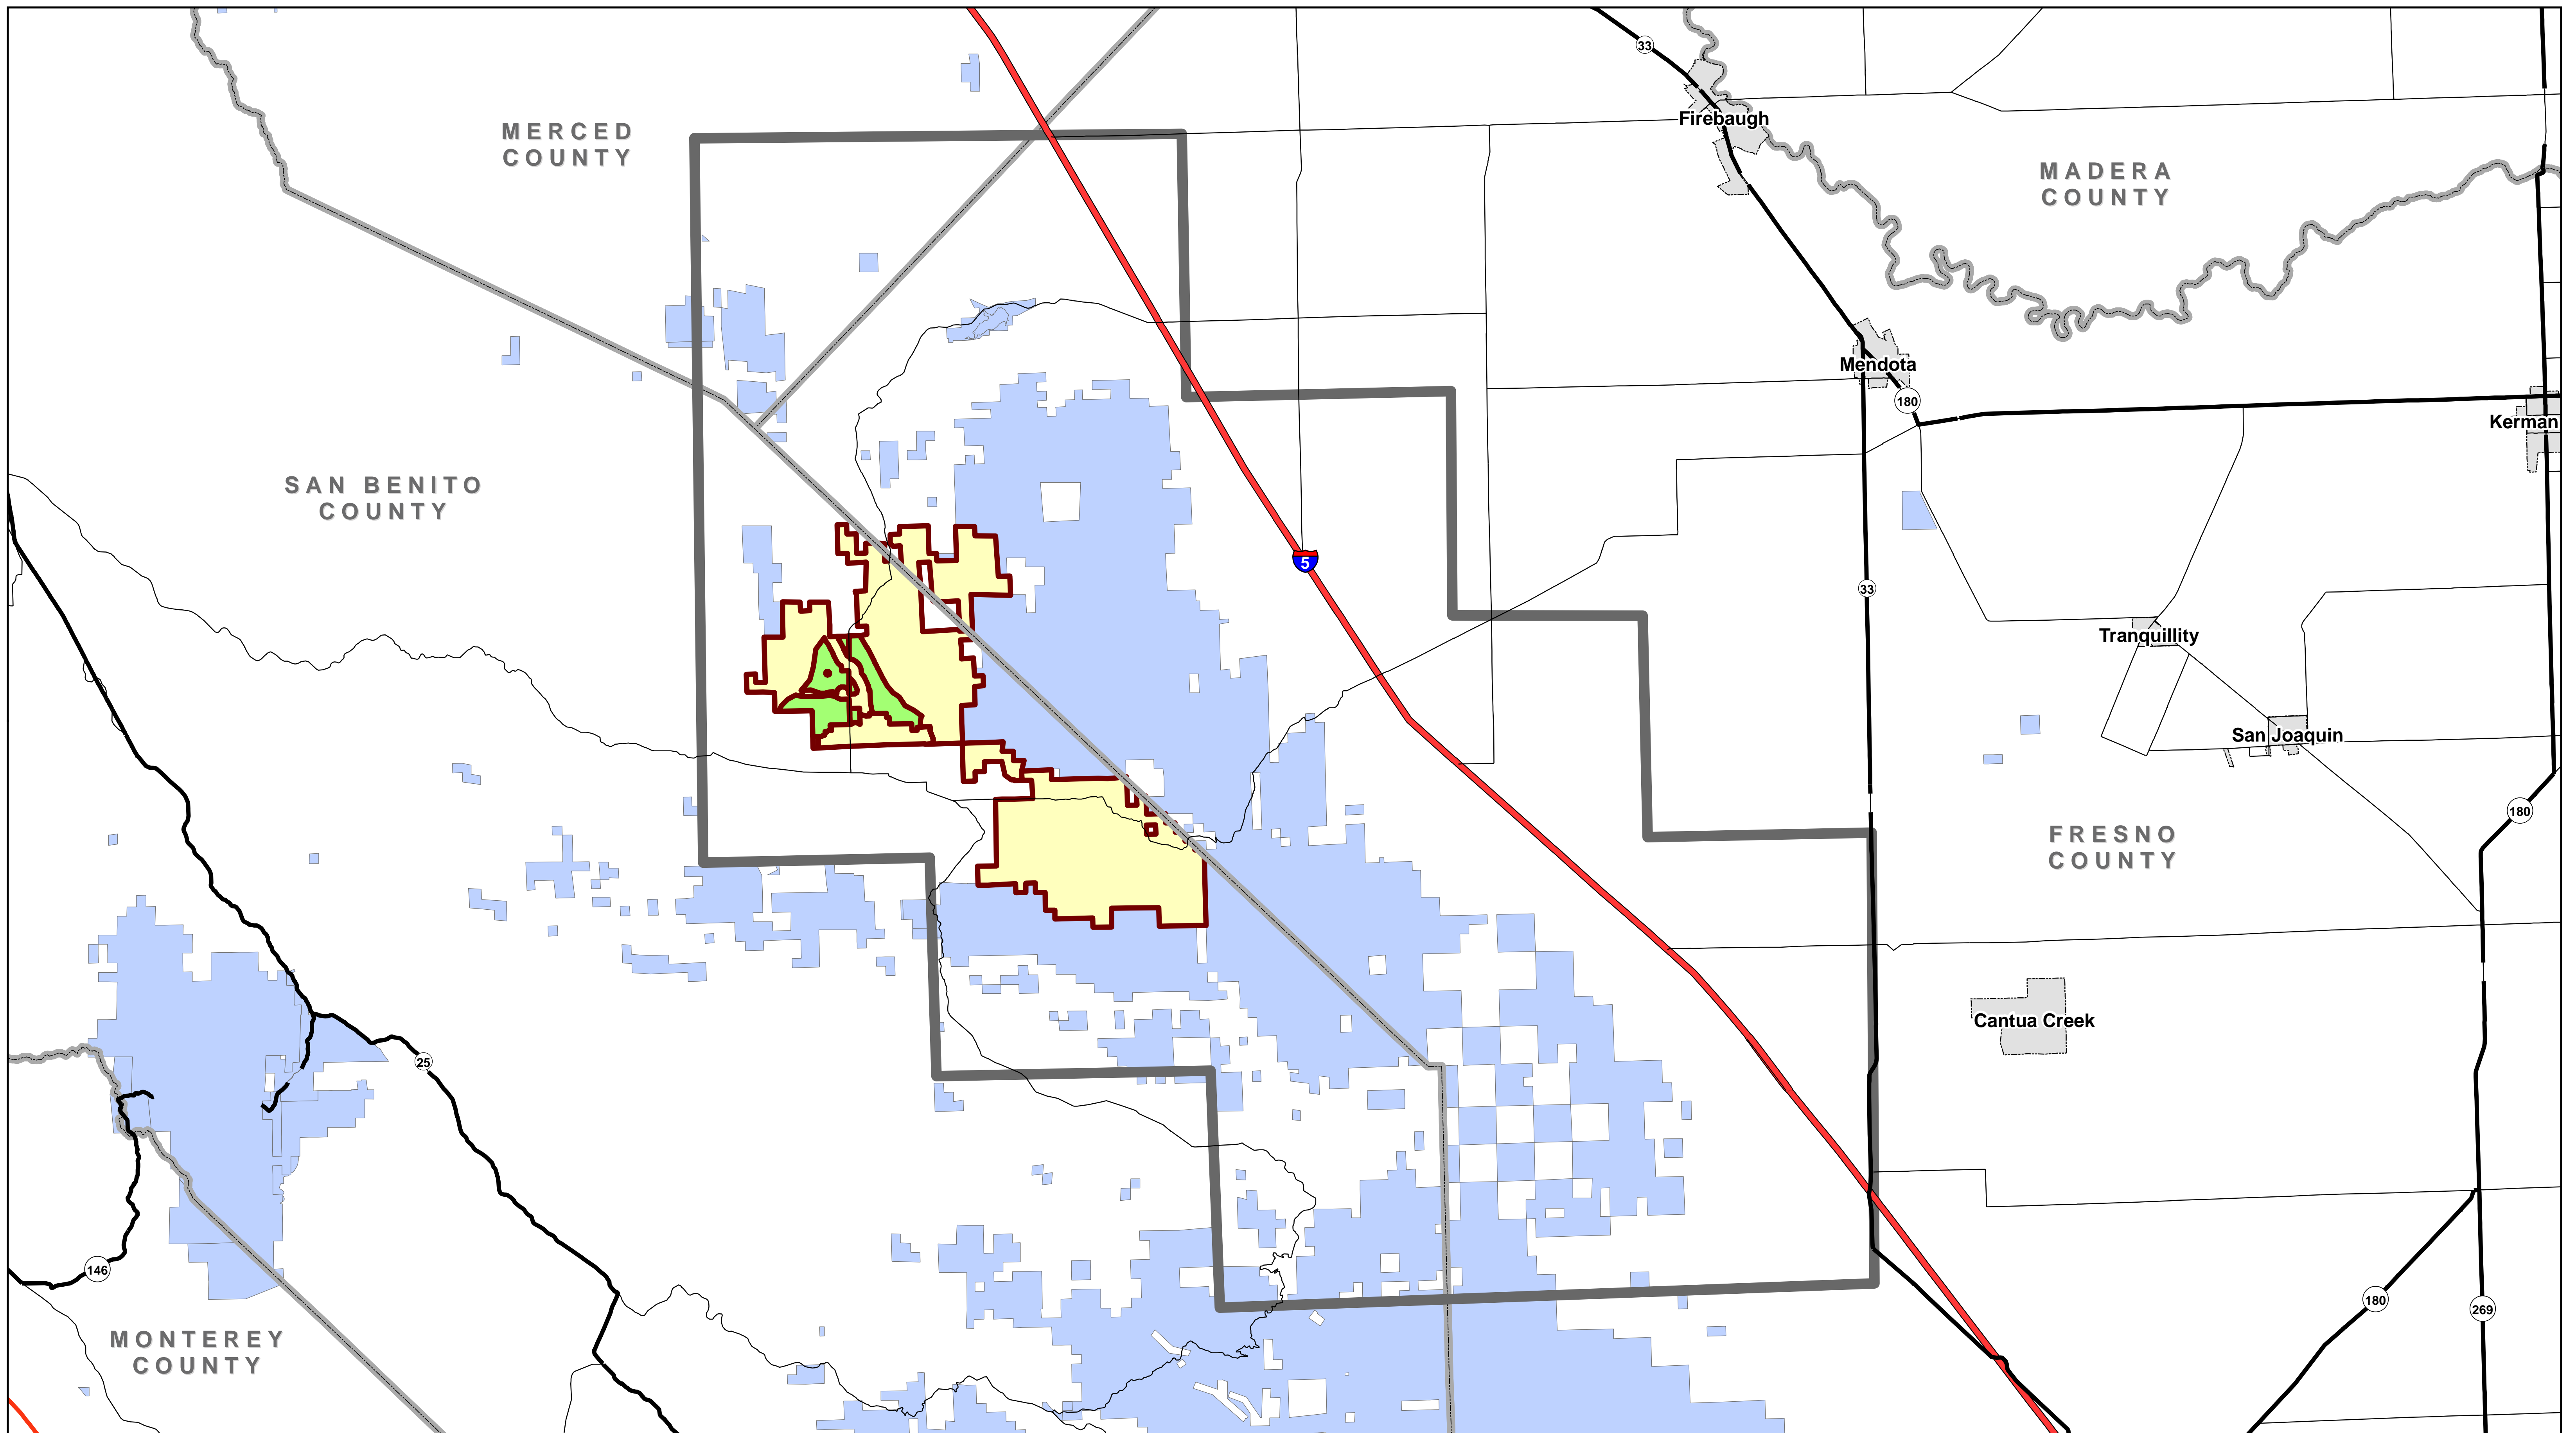 33
Firebaugh
MERCED
COUNTY
MADERA
COUNTY
Mendota
180
Kerman
SAN BENITO
COUNTY
5
33
Tranquillity
San Joaquin
180
FRESNO
COUNTY
Cantua Creek
25
146
180
269
MONTEREY
COUNTY